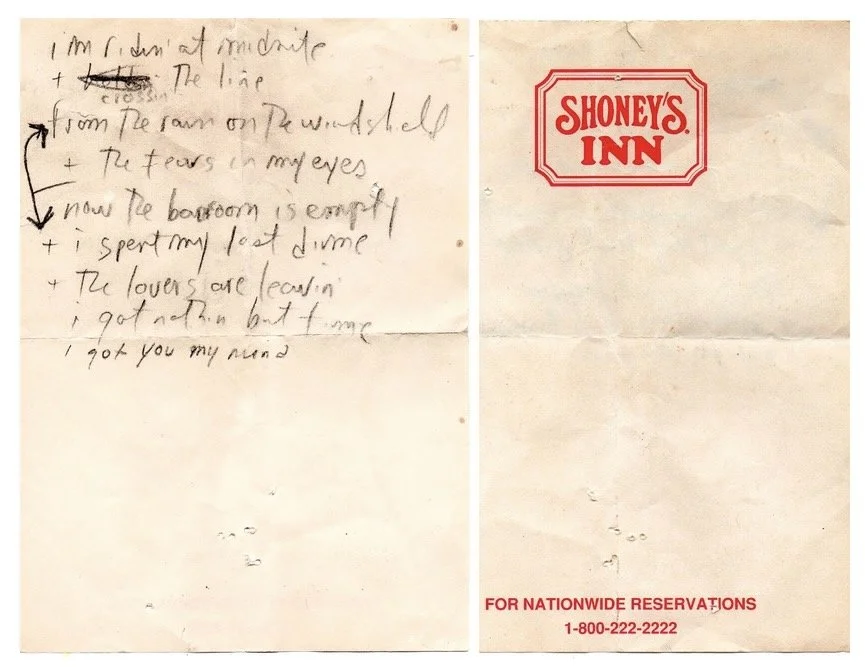 i'm ridin' at midnite
+ the line
crossin
from the rain on the windshield
+ the tears in my eyes
now the barroom is empty
+ i spent my last dime
+ the lovers are leavin'
i got nothin but time
i got you my mind
SHONEY'S
INN
FOR NATIONWIDE RESERVATIONS
1-800-222-2222